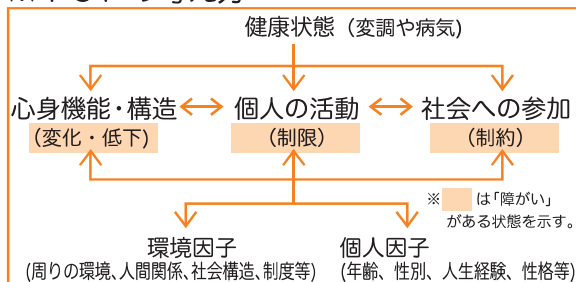 健康状態（変調や病気)
心身機能・構造 個人の活動 社会への参加
(変化・低下) (制限） (制約）
※ は「障がい」
がある状態を示す。
環境因子 個人因子
(周りの環境、人間関係、社会構造、制度等) (年齢、性別、人生経験、性格等)